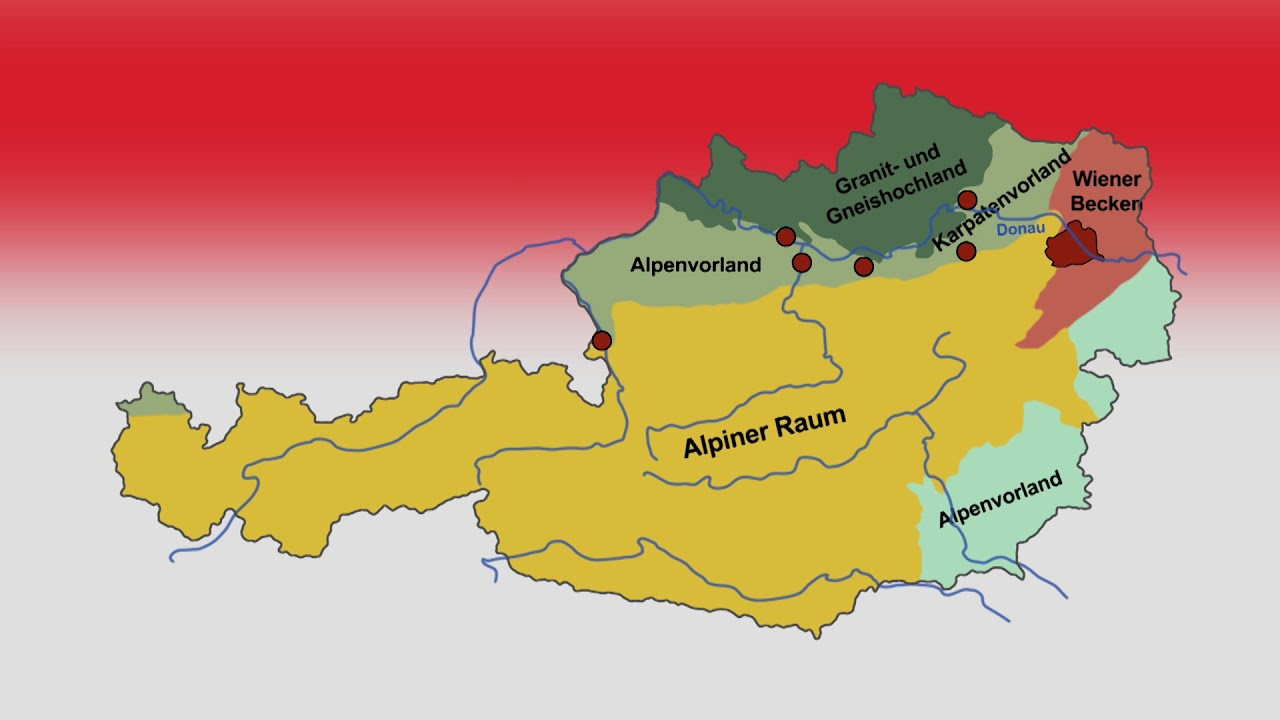 Granit- und
Gneishochland
Karpatenvorland
Wiener
Becken
Donau
Alpenvorland
Alpiner Raum
Alpenvorland